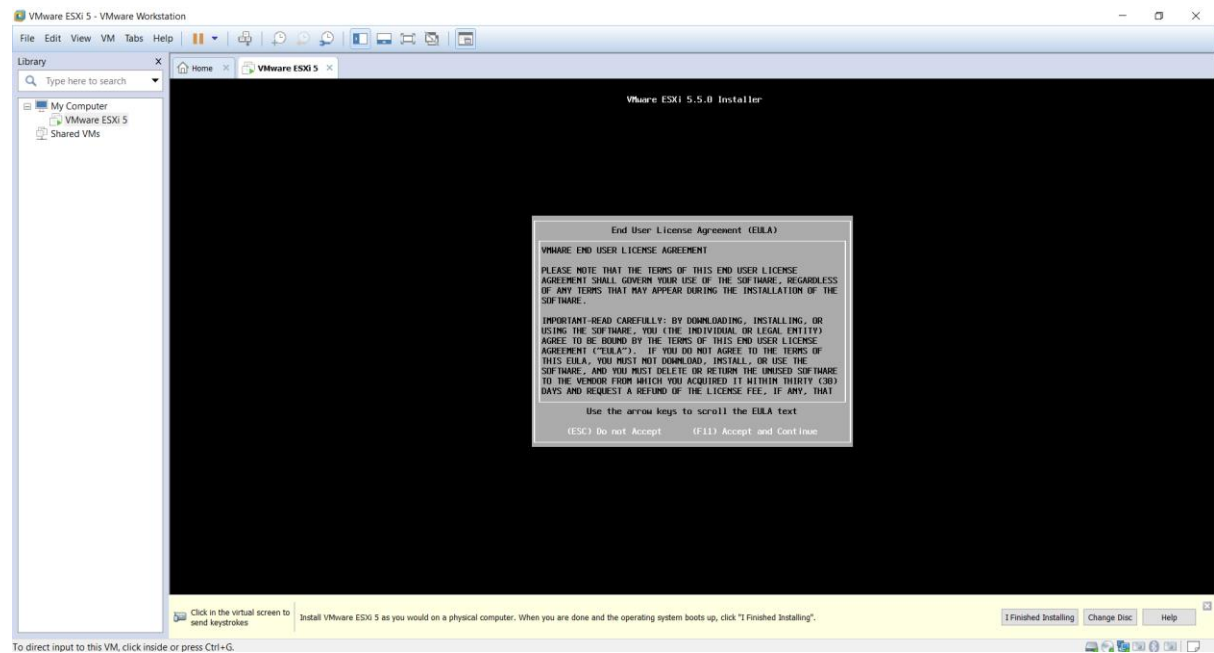 VMware ESXi 5 - VMware Workstation
File Edit View VM Tabs Help
Library x
Home × VMware ESXi 5 ×
Type here to search
My Computer
VMware ESXi 5
Shared VMs
VMware ESXi 5.5.0 Installer
End User License Agreement (EULA)
VMWARE END USER LICENSE AGREEMENT
PLEASE NOTE THAT THE TERMS OF THIS END USER LICENSE
AGREEMENT SHALL GOVERN YOUR USE OF THE SOFTWARE, REGARDLESS
OF ANY TERMS THAT MAY APPEAR DURING THE INSTALLATION OF THE
SOFTWARE.
IMPORTANT-READ CAREFULLY: BY DOWNLOADING, INSTALLING, OR
USING THE SOFTWARE, YOU (THE INDIVIDUAL OR LEGAL ENTITY)
AGREE TO BE BOUND BY THE TERMS OF THIS END USER LICENSE
AGREEMENT ("EULA"). IF YOU DO NOT AGREE TO THE TERMS OF
THIS EULA, YOU MUST NOT DOWNLOAD, INSTALL, OR USE THE
SOFTWARE, AND YOU MUST DELETE OR RETURN THE UNUSED SOFTWARE
TO THE VENDOR FROM WHICH YOU ACQUIRED IT WITHIN THIRTY (30)
DAYS AND REQUEST A REFUND OF THE LICENSE FEE, IF ANY, THAT
Use the arrow keys to scroll the EULA text
(ESC) Do not Accept (F11) Accept and Continue
Click in the virtual screen to
send keystrokes
Install VMware ESXi 5 as you would on a physical computer. When you are done and the operating system boots up, click "I Finished Installing".
I Finished Installing Change Disc Help
To direct input to this VM, click inside or press Ctrl+G.